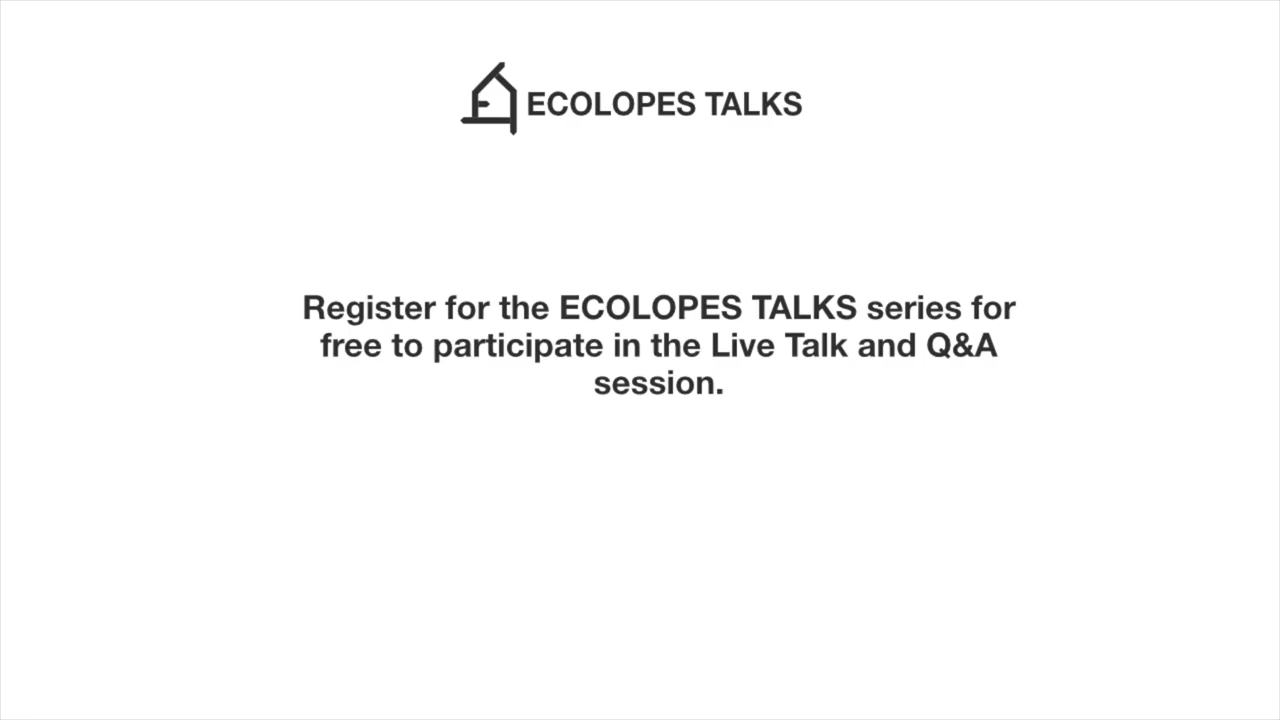 ECOLOPES TALKS
Register for the ECOLOPES TALKS series for
free to participate in the Live Talk and Q&A
session.